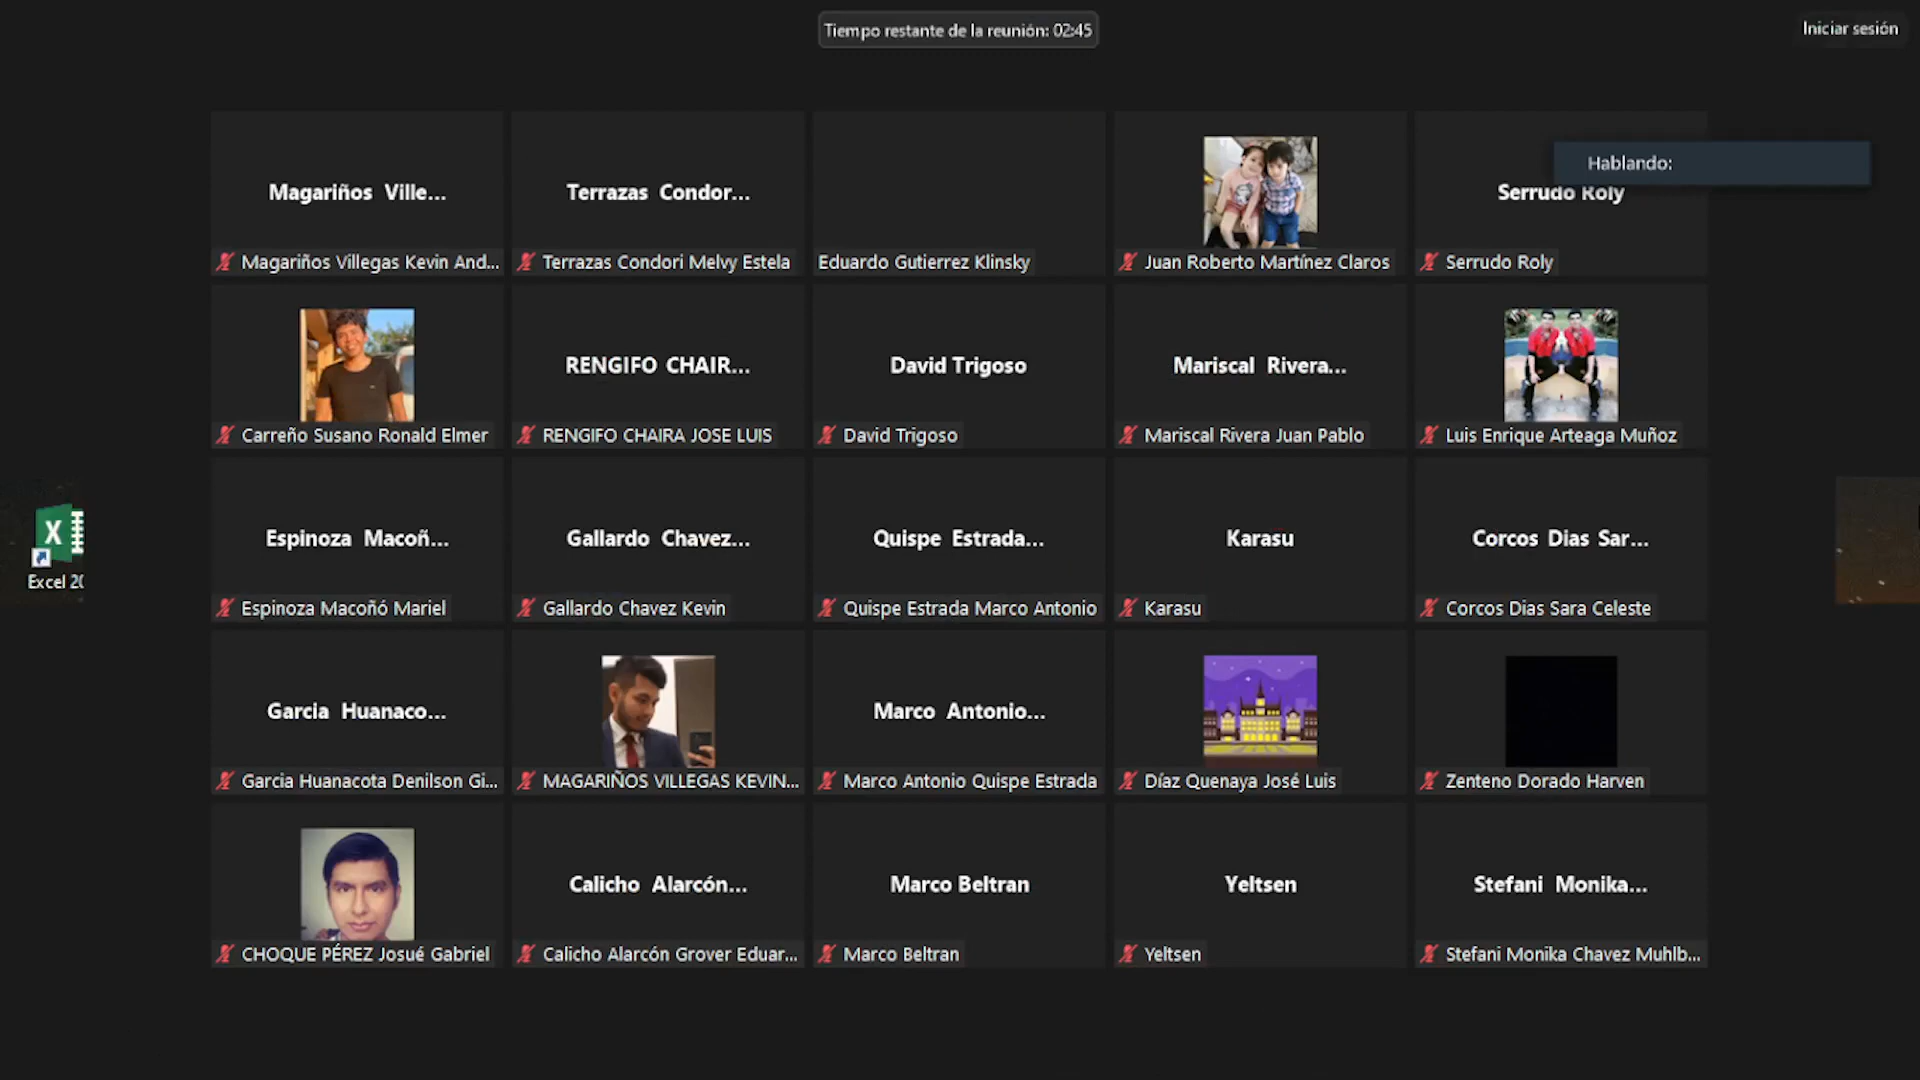 Tiempo restante de la reunión: 02:45
Iniciar sesión
Hablando:
Magariños Ville...
Terrazas Condor...
Serrudo Roly
Magariños Villegas Kevin And...
Terrazas Condori Melvy Estela
Eduardo Gutierrez Klinsky
Juan Roberto Martínez Claros
Serrudo Roly
RENGIFO CHAIR...
David Trigoso
Mariscal Rivera...
Carreño Susano Ronald Elmer
RENGIFO CHAIRA JOSE LUIS
David Trigoso
Mariscal Rivera Juan Pablo
Luis Enrique Arteaga Muñoz
Espinoza Macoñ...
Gallardo Chavez...
Quispe Estrada...
Karasu
Corcos Dias Sar...
Excel 20
Espinoza Macoñó Mariel
Gallardo Chavez Kevin
Quispe Estrada Marco Antonio
Karasu
Corcos Dias Sara Celeste
Garcia Huanaco...
Marco Antonio...
Garcia Huanacota Denilson Gi...
MAGARIÑOS VILLEGAS KEVIN...
Marco Antonio Quispe Estrada
Díaz Quenaya José Luis
Zenteno Dorado Harven
Calicho Alarcón...
Marco Beltran
Yeltsen
Stefani Monika...
CHOQUE PÉREZ Josué Gabriel
Calicho Alarcón Grover Eduar...
Marco Beltran
Yeltsen
Stefani Monika Chavez Muhlb...